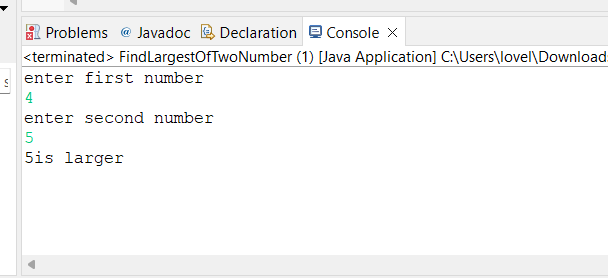 Problems @ Javadoc Declaration Console
<terminated> FindLargestOfTwoNumber (1) [Java Application] C:\Users\lovel\Downloads
s
enter first number
4
enter second number
5
5is larger